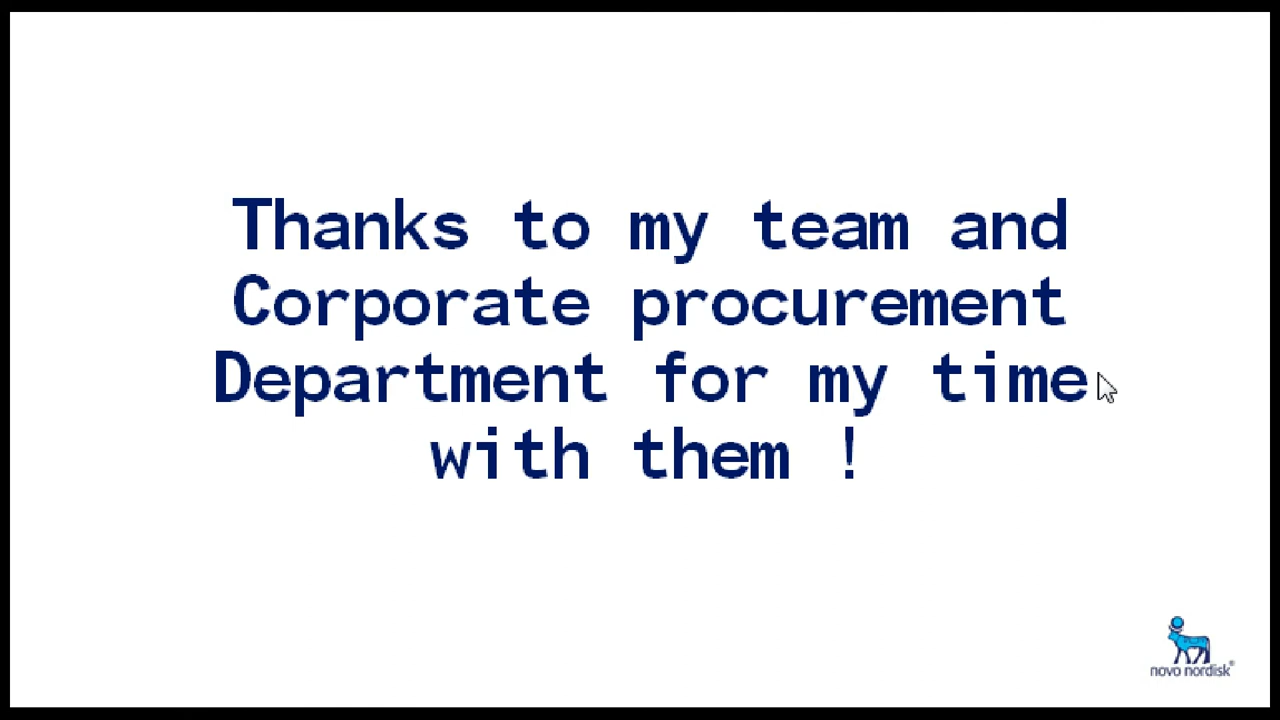 Thanks to my team and
Corporate procurement
Department for my time
with them !
novo nordisk®